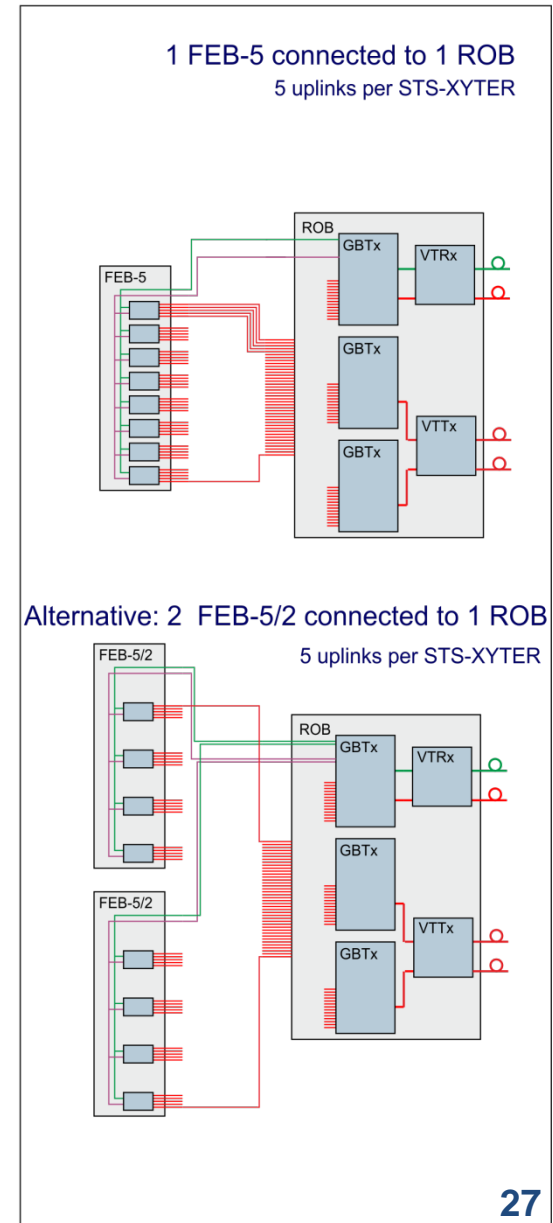 1 FEB-5 connected to 1 ROB
5 uplinks per STS-XYTER
ROB
GBTx
VTRx
FEB-5
GBTx
VTTx
GBTx
Alternative: 2 FEB-5/2 connected to 1 ROB
FEB-5/2
5 uplinks per STS-XYTER
ROB
GBTx
VTRx
GBTx
FEB-5/2
VTTx
GBTx
27